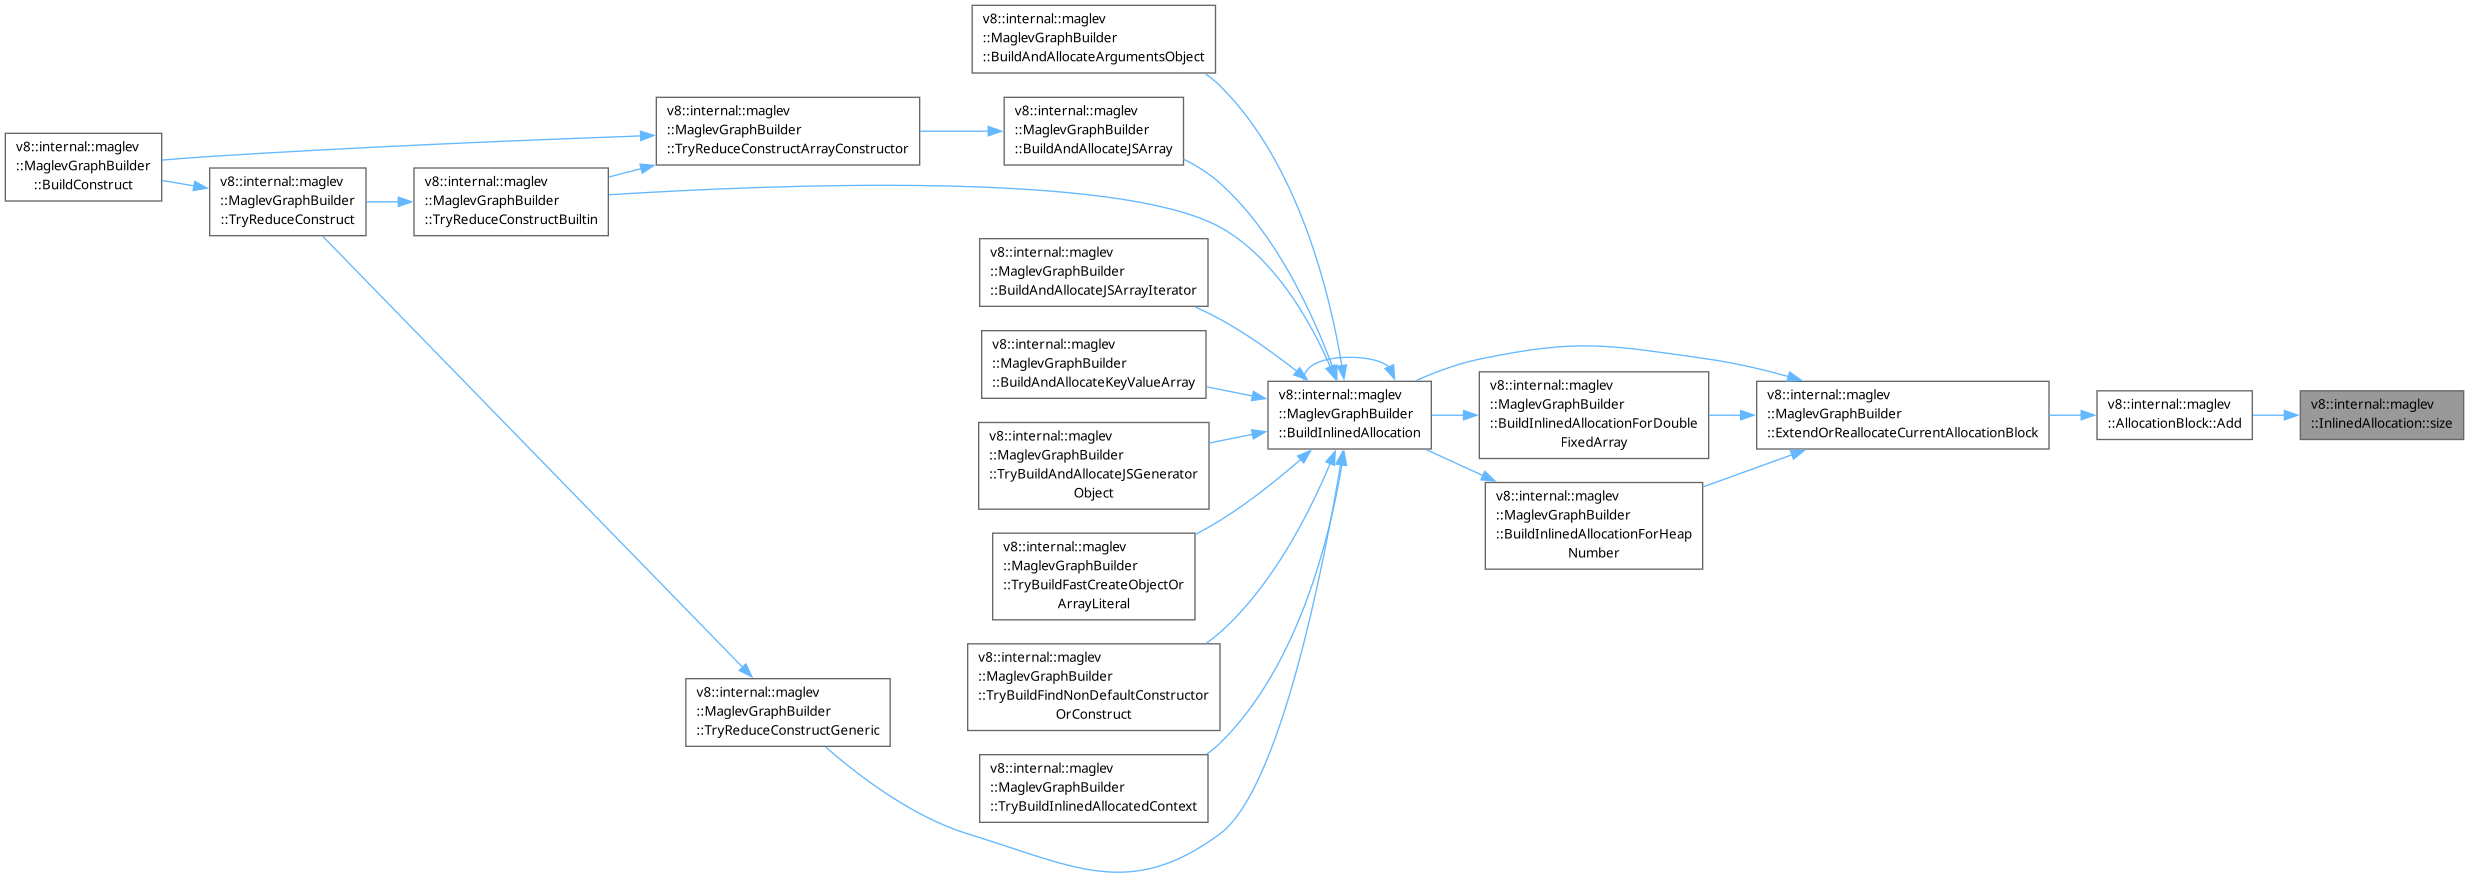 v8::internal::maglev
::MaglevGraphBuilder
::BuildAndAllocateArgumentsObject
v8::internal::maglev
::MaglevGraphBuilder
::TryReduceConstructArrayConstructor
v8::internal::maglev
::MaglevGraphBuilder
::BuildAndAllocateJSArray
v8::internal::maglev
::MaglevGraphBuilder
::BuildConstruct
v8::internal::maglev
::MaglevGraphBuilder
::TryReduceConstruct
v8::internal::maglev
::MaglevGraphBuilder
::TryReduceConstructBuiltin
v8::internal::maglev
::MaglevGraphBuilder
::BuildAndAllocateJSArrayIterator
v8::internal::maglev
::MaglevGraphBuilder
::BuildAndAllocateKeyValueArray
v8::internal::maglev
::MaglevGraphBuilder
::BuildInlinedAllocation
v8::internal::maglev
::MaglevGraphBuilder
::BuildInlinedAllocationForDouble
FixedArray
v8::internal::maglev
::MaglevGraphBuilder
::ExtendOrReallocateCurrentAllocationBlock
v8::internal::maglev
::AllocationBlock::Add
v8::internal::maglev
::InlinedAllocation::size
v8::internal::maglev
::MaglevGraphBuilder
::TryBuildAndAllocateJSGenerator
Object
v8::internal::maglev
::MaglevGraphBuilder
::BuildInlinedAllocationForHeap
Number
v8::internal::maglev
::MaglevGraphBuilder
::TryBuildFastCreateObjectOr
ArrayLiteral
v8::internal::maglev
::MaglevGraphBuilder
::TryBuildFindNonDefaultConstructor
OrConstruct
v8::internal::maglev
::MaglevGraphBuilder
::TryReduceConstructGeneric
v8::internal::maglev
::MaglevGraphBuilder
::TryBuildInlinedAllocatedContext